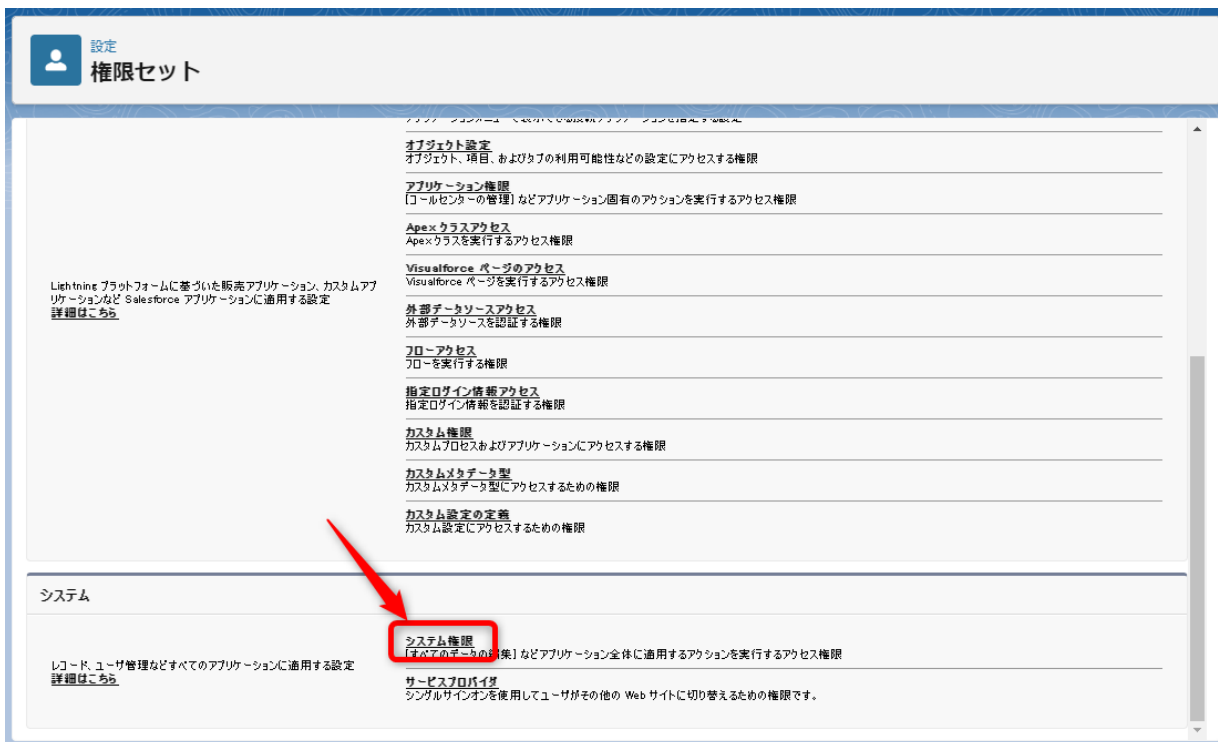 設定
権限セット
オブジェクト設定
オブジェクト、項目、およびタブの利用可能性などの設定にアクセスする権限
アプリケーション権限
[コールセンターの管理] などアプリケーション固有のアクションを実行するアクセス権限
Apex クラスアクセス
Apex クラスを実行するアクセス権限
Visualforce ページのアクセス
Visualforce ページを実行するアクセス権限
Lightning プラットフォームに基づいた販売アプリケーション、カスタムアプ
リケーションなど Salesforce アプリケーションに適用する設定
詳細はこちら
外部データソースアクセス
外部データソースを認証する権限
フローアクセス
フローを実行する権限
指定ログイン情報アクセス
指定ログイン情報を認証する権限
カスタム権限
カスタムプロセスおよびアプリケーションにアクセスする権限
カスタムメタデータ型
カスタムメタデータ型にアクセスするための権限
カスタム設定の定義
カスタム設定にアクセスするための権限
システム
レコード、ユーザ管理などすべてのアプリケーションに適用する設定
詳細はこちら
システム権限
[すべてのデータの編集] などアプリケーション全体に適用するアクションを実行するアクセス権限
サービスプロバイダ
シングルサインオンを使用してユーザがその他の Web サイトに切り替えるための権限です。